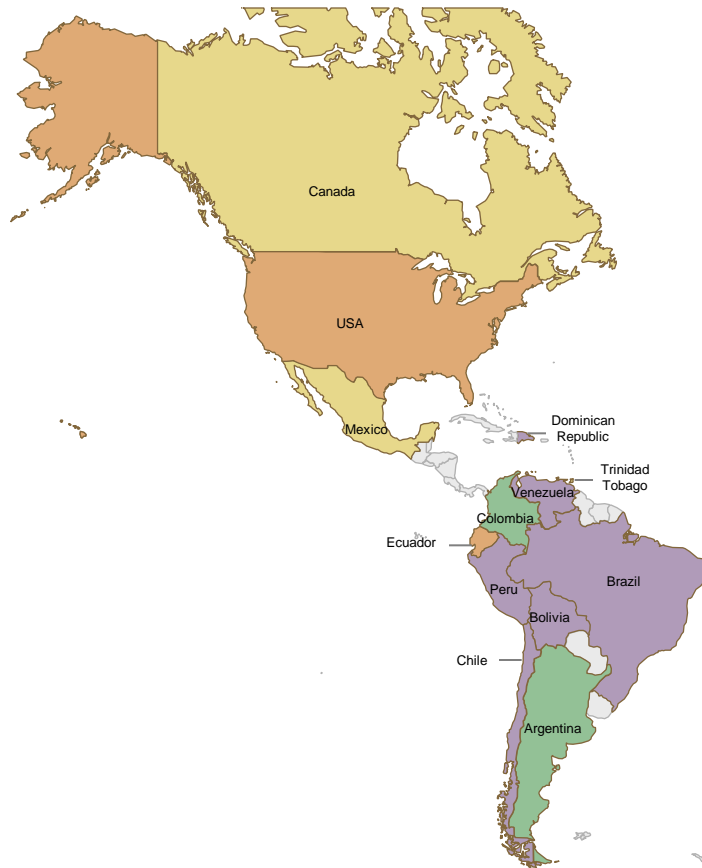 Canada
USA
Mexico
Dominican
Republic
Trinidad
Tobago
Venezuela
Colombia
Ecuador
Peru
Brazil
Bolivia
Chile
Argentina